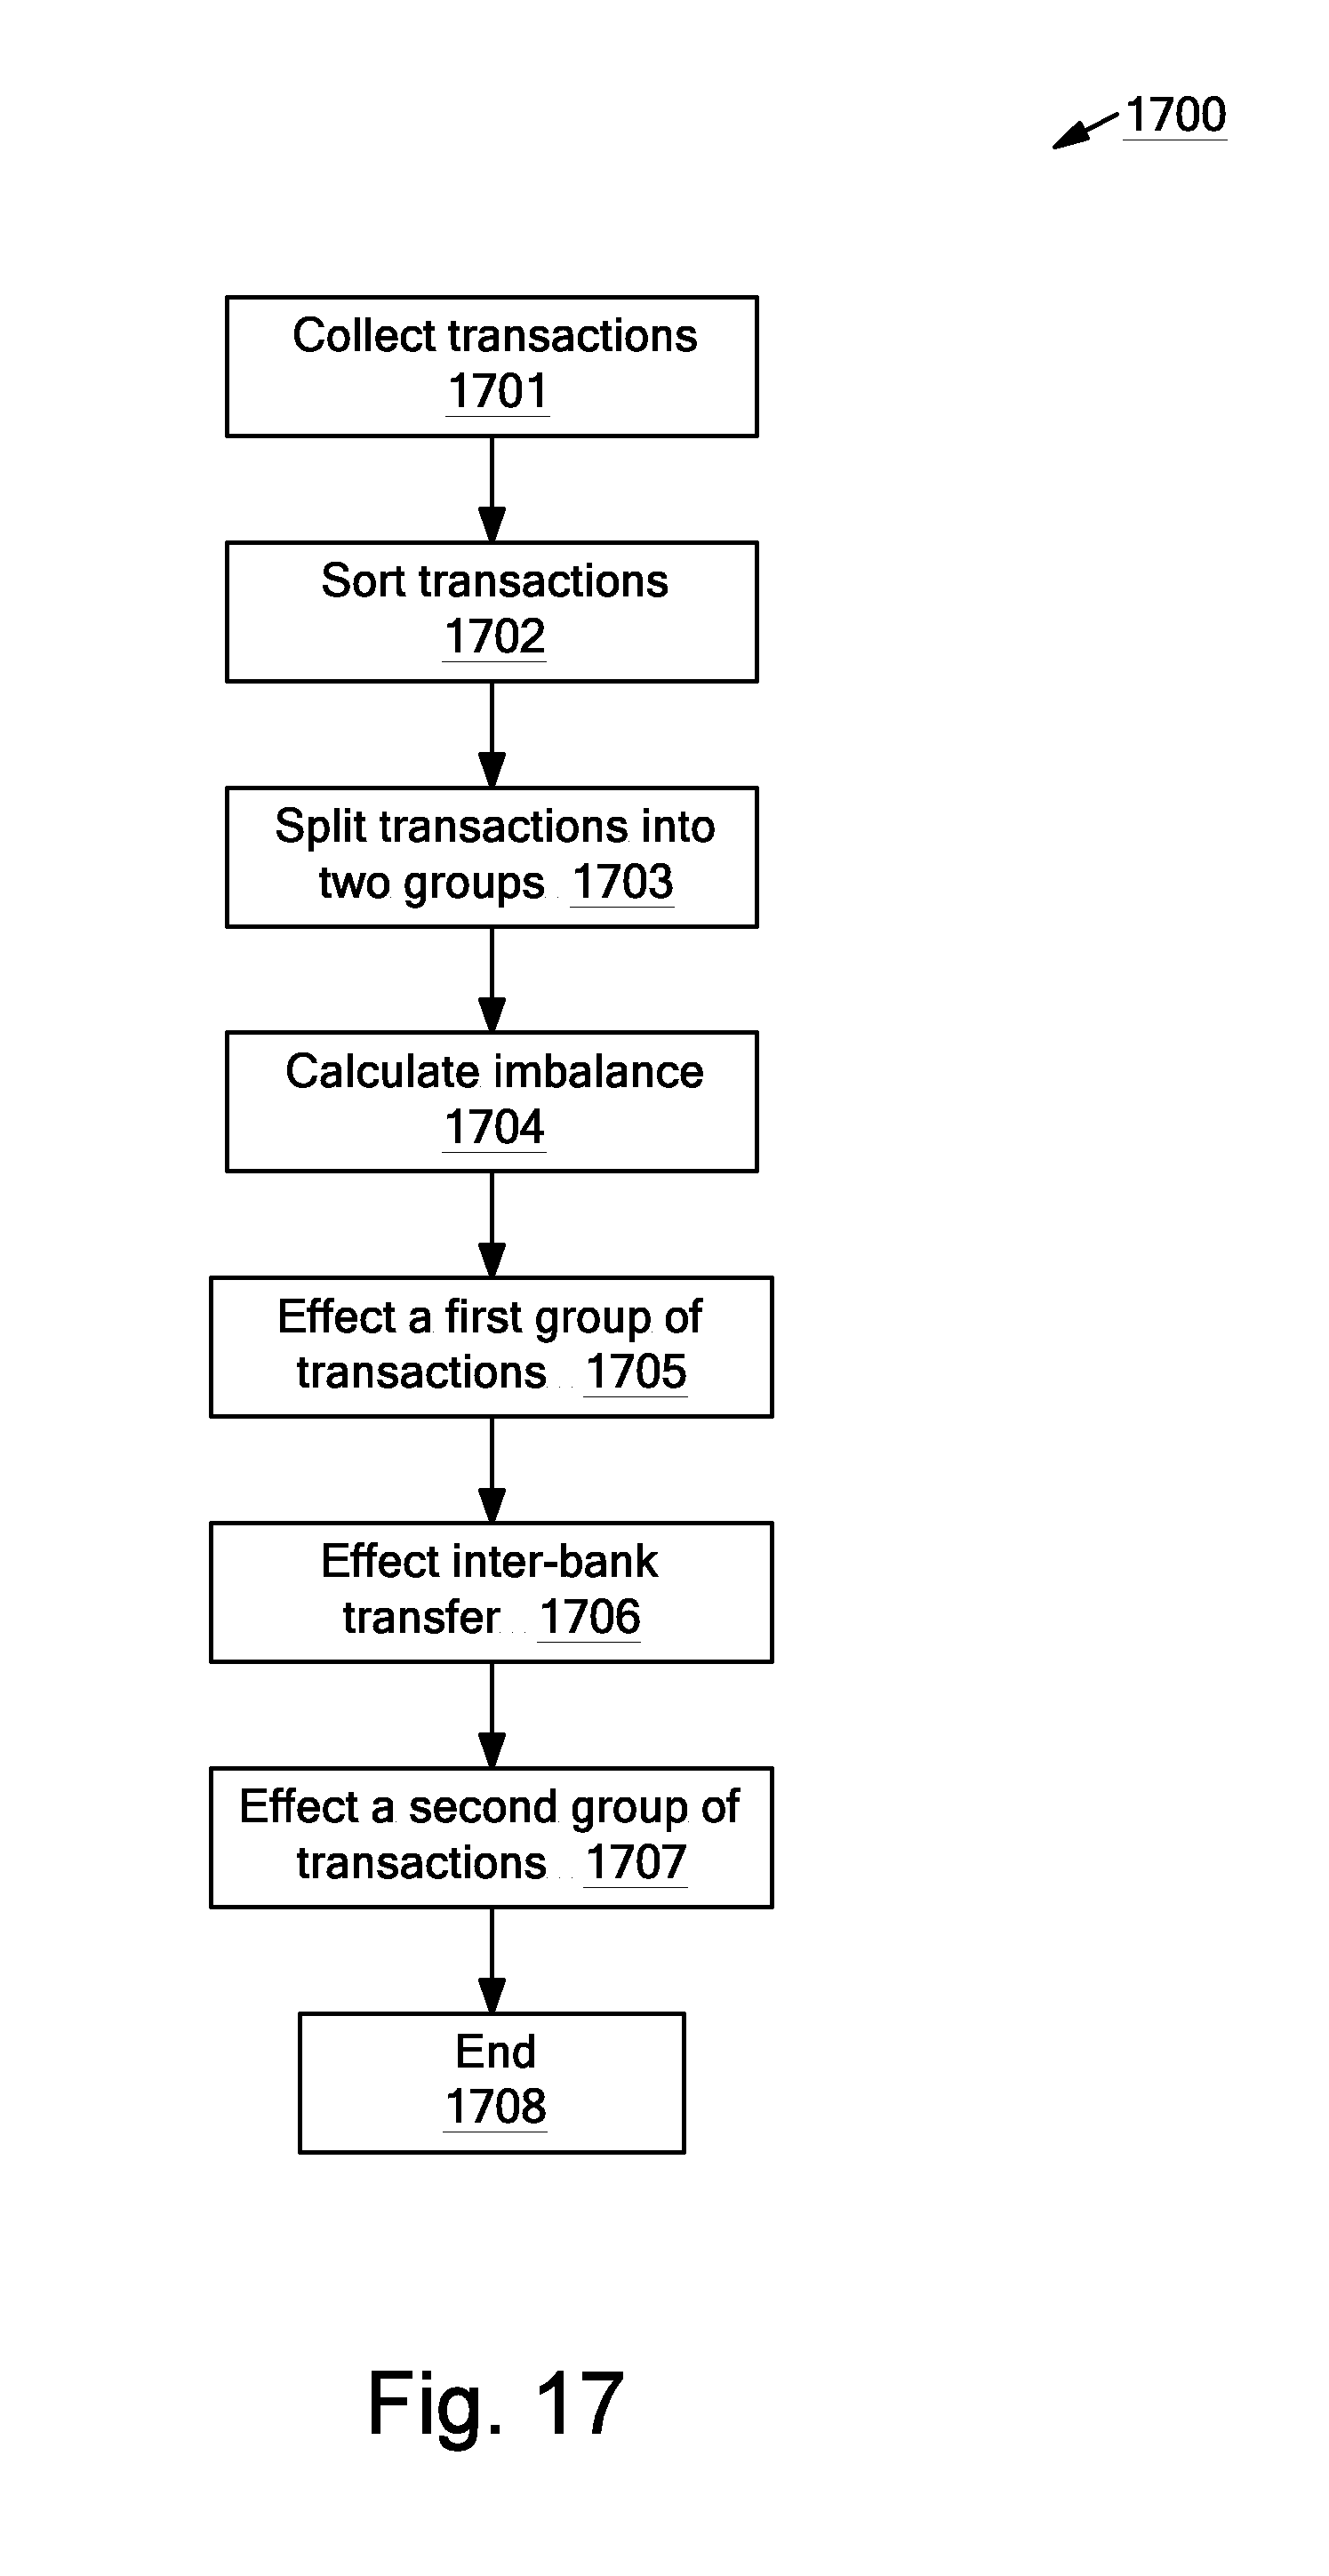 1700
Collect transactions
1701
Sort transactions
1702
Split transactions into
two groups 1703
Calculate imbalance
1704
Effect a first group of
transactions 1705
Effect inter-bank
transfer 1706
Effect a second group of
transactions 1707
End
1708
Fig. 17